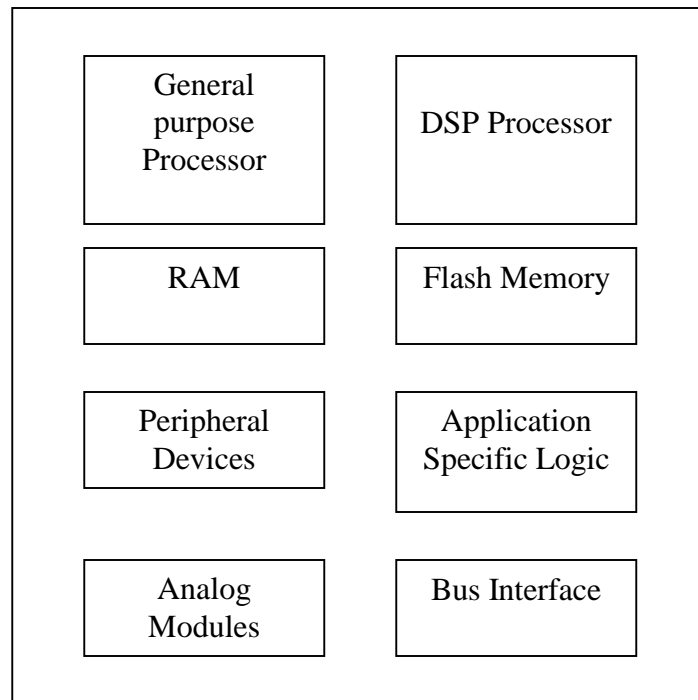 General
purpose
Processor
DSP Processor
RAM
Flash Memory
Peripheral
Devices
Application
Specific Logic
Analog
Modules
Bus Interface